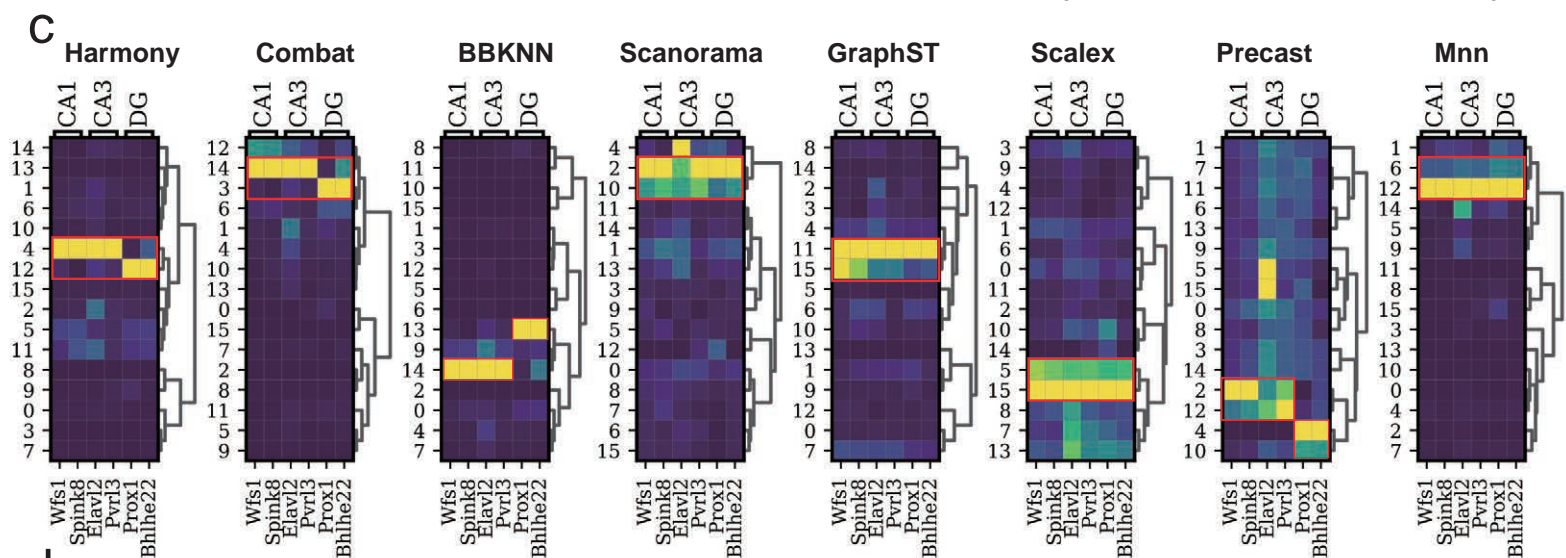 C
Harmony Combat BBKNN Scanorama GraphST Scalex Precast Mnn
CA1 CA3 DG CA1 CA3 DG CA1 CA3 DG CA1 CA3 DG CA1 CA3 DG CA1 CA3 DG CA1 CA3 DG CA1 CA3 DG
14 12 8 4 8 3 1 1
13 14 11 2 14 9 7 6
1 3 10 10 2 4 11 12
6 6 15 11 3 12 6 14
10 1 1 14 4 1 13 5
4 4 3 1 11 6 9 9
12 10 12 13 15 0 5 11
15 13 5 3 5 11 15 8
2 0 6 9 6 2 0 15
5 15 13 5 10 10 8 3
11 7 9 12 13 14 3 13
8 2 14 0 1 5 14 10
9 8 2 8 9 15 2 0
0 11 0 7 12 8 12 4
3 5 4 6 0 7 4 2
7 9 7 15 7 13 10 7
Wfs1 Spink8 Elavl2 Pvrl3 Prox1 Bhlhe22 Wfs1 Spink8 Elavl2 Pvrl3 Prox1 Bhlhe22 Wfs1 Spink8 Elavl2 Pvrl3 Prox1 Bhlhe22 Wfs1 Spink8 Elavl2 Pvrl3 Prox1 Bhlhe22 Wfs1 Spink8 Elavl2 Pvrl3 Prox1 Bhlhe22 Wfs1 Spink8 Elavl2 Pvrl3 Prox1 Bhlhe22 Wfs1 Spink8 Elavl2 Pvrl3 Prox1 Bhlhe22 Wfs1 Spink8 Elavl2 Pvrl3 Prox1 Bhlhe22